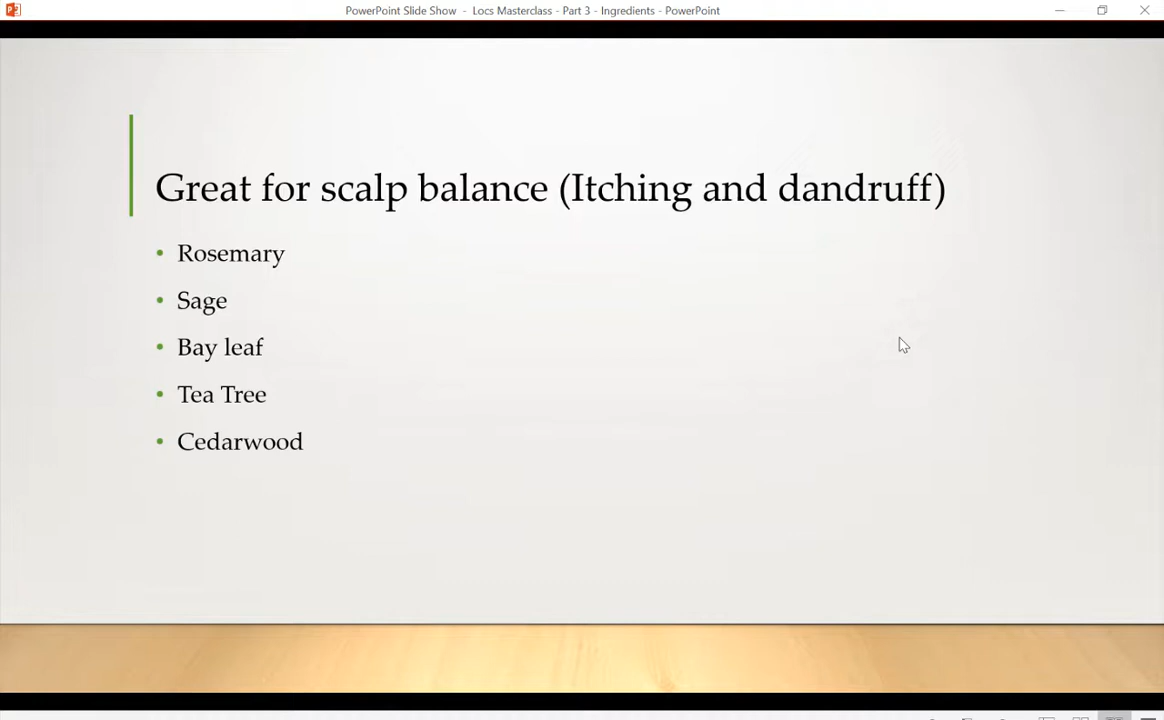 PowerPoint Slide Show - Locs Masterclass - Part 3 - Ingredients - PowerPoint
Great for scalp balance (Itching and dandruff)
• Rosemary
• Sage
• Bay leaf
• Tea Tree
• Cedarwood